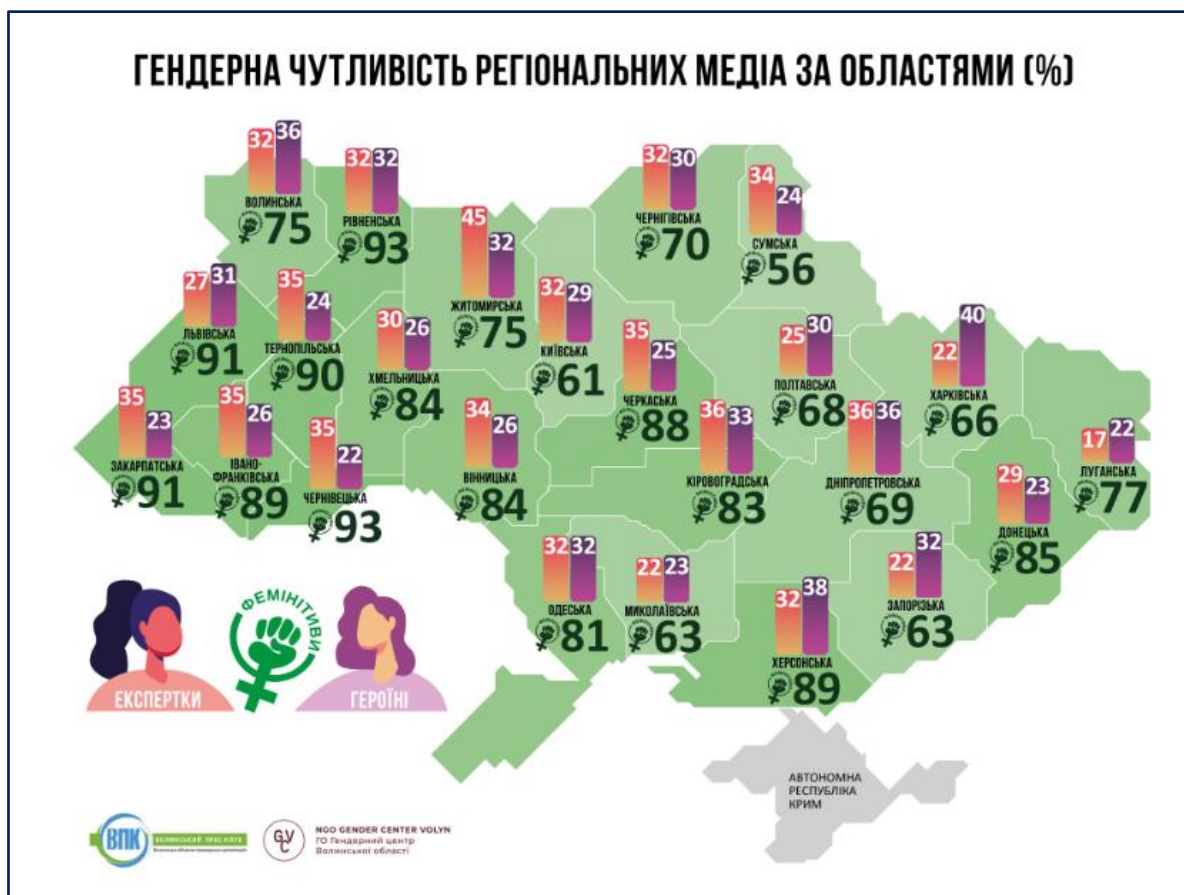 ГЕНДЕРНА ЧУТЛИВІСТЬ РЕГІОНАЛЬНИХ МЕДІА ЗА ОБЛАСТЯМИ (%)
32 36
ВОЛИНСЬКА
75
32 32
РІВНЕНСЬКА
93
45 32
ЖИТОМИРСЬКА
75
32 29
КИЇВСЬКА
61
32 30
ЧЕРНІГІВСЬКА
70
34 24
СУМСЬКА
56
27 31
ЛЬВІВСЬКА
91
35 24
ТЕРНОПІЛЬСЬКА
90
30 26
ХМЕЛЬНИЦЬКА
84
35 25
ЧЕРКАСЬКА
88
25 30
ПОЛТАВСЬКА
68
22 40
ХАРКІВСЬКА
66
35 23
ЗАКАРПАТСЬКА
91
35 26
ІВАНО-
ФРАНКІВСЬКА
89
35 22
ЧЕРНІВЕЦЬКА
93
34 26
ВІННИЦЬКА
84
36 33
КІРОВОГРАДСЬКА
83
36 36
ДНІПРОПЕТРОВСЬКА
69
29 23
ДОНЕЦЬКА
85
17 22
ЛУГАНСЬКА
77
32 32
ОДЕСЬКА
81
22 23
МИКОЛАЇВСЬКА
63
32 38
ХЕРСОНСЬКА
89
22 32
ЗАПОРІЗЬКА
63
ЕКСПЕРТКИ
ФЕМІНІТИВИ
ГЕРОЇНІ
АВТОНОМНА
РЕСПУБЛІКА
КРИМ
ВПК
ВОЛИНСЬКИЙ ПРЕС-КЛУБ
GVC
NGO GENDER CENTER VOLYN
ГО Гендерний центр
Волинської області